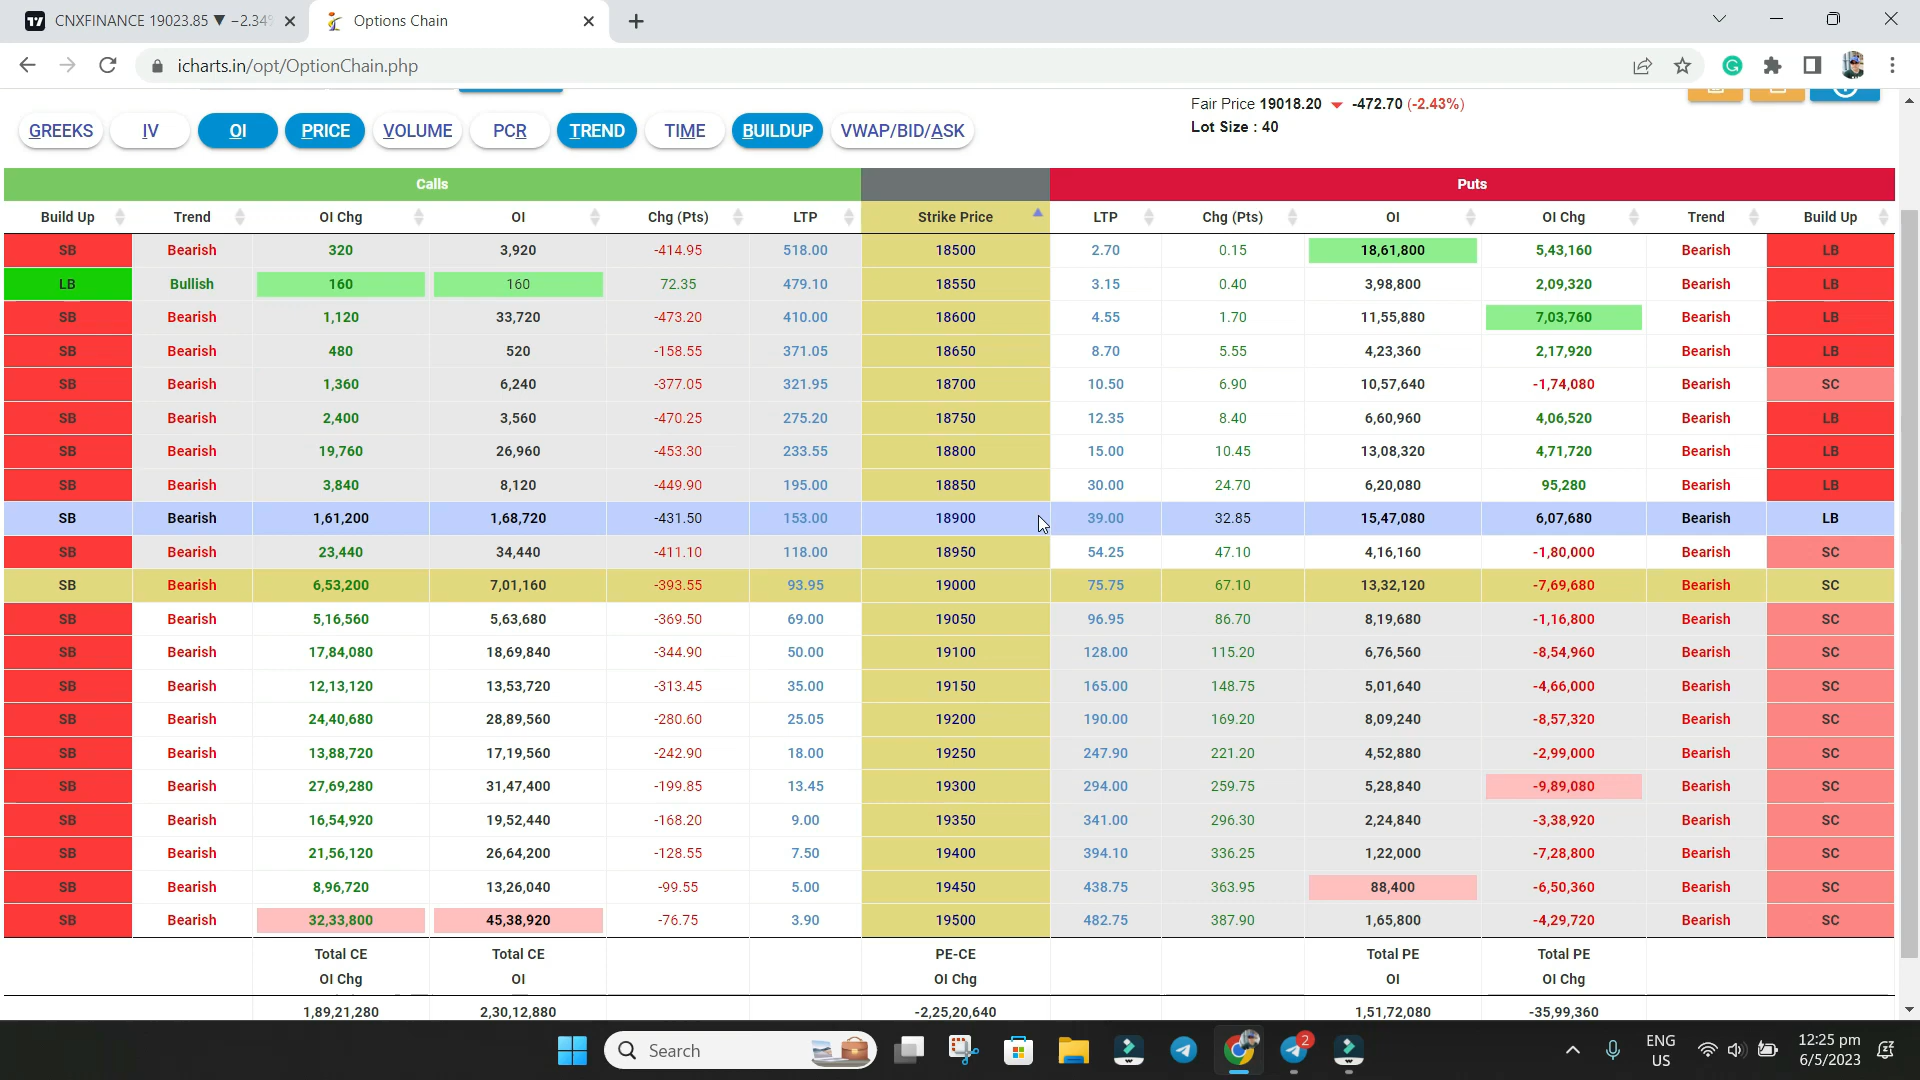 CNXFINANCE 19023.85 ▼ −2.34%
Options Chain
icharts.in/opt/OptionChain.php
GREEKS IV OI PRICE VOLUME PCR TREND TIME BUILDUP VWAP/BID/ASK
Fair Price 19018.20 ▼ -472.70 (-2.43%)
Lot Size : 40
Calls Puts
Build Up Trend OI Chg OI Chg (Pts) LTP Strike Price LTP Chg (Pts) OI OI Chg Trend Build Up
SB Bearish 320 3,920 -414.95 518.00 18500 2.70 0.15 18,61,800 5,43,160 Bearish LB
LB Bullish 160 160 72.35 479.10 18550 3.15 0.40 3,98,800 2,09,320 Bearish LB
SB Bearish 1,120 33,720 -473.20 410.00 18600 4.55 1.70 11,55,880 7,03,760 Bearish LB
SB Bearish 480 520 -158.55 371.05 18650 8.70 5.55 4,23,360 2,17,920 Bearish LB
SB Bearish 1,360 6,240 -377.05 321.95 18700 10.50 6.90 10,57,640 -1,74,080 Bearish SC
SB Bearish 2,400 3,560 -470.25 275.20 18750 12.35 8.40 6,60,960 4,06,520 Bearish LB
SB Bearish 19,760 26,960 -453.30 233.55 18800 15.00 10.45 13,08,320 4,71,720 Bearish LB
SB Bearish 3,840 8,120 -449.90 195.00 18850 30.00 24.70 6,20,080 95,280 Bearish LB
SB Bearish 1,61,200 1,68,720 -431.50 153.00 18900 39.00 32.85 15,47,080 6,07,680 Bearish LB
SB Bearish 23,440 34,440 -411.10 118.00 18950 54.25 47.10 4,16,160 -1,80,000 Bearish SC
SB Bearish 6,53,200 7,01,160 -393.55 93.95 19000 75.75 67.10 13,32,120 -7,69,680 Bearish SC
SB Bearish 5,16,560 5,63,680 -369.50 69.00 19050 96.95 86.70 8,19,680 -1,16,800 Bearish SC
SB Bearish 17,84,080 18,69,840 -344.90 50.00 19100 128.00 115.20 6,76,560 -8,54,960 Bearish SC
SB Bearish 12,13,120 13,53,720 -313.45 35.00 19150 165.00 148.75 5,01,640 -4,66,000 Bearish SC
SB Bearish 24,40,680 28,89,560 -280.60 25.05 19200 190.00 169.20 8,09,240 -8,57,320 Bearish SC
SB Bearish 13,88,720 17,19,560 -242.90 18.00 19250 247.90 221.20 4,52,880 -2,99,000 Bearish SC
SB Bearish 27,69,280 31,47,400 -199.85 13.45 19300 294.00 259.75 5,28,840 -9,89,080 Bearish SC
SB Bearish 16,54,920 19,52,440 -168.20 9.00 19350 341.00 296.30 2,24,840 -3,38,920 Bearish SC
SB Bearish 21,56,120 26,64,200 -128.55 7.50 19400 394.10 336.25 1,22,000 -7,28,800 Bearish SC
SB Bearish 8,96,720 13,26,040 -99.55 5.00 19450 438.75 363.95 88,400 -6,50,360 Bearish SC
SB Bearish 32,33,800 45,38,920 -76.75 3.90 19500 482.75 387.90 1,65,800 -4,29,720 Bearish SC
Total CE Total CE PE-CE Total PE Total PE
OI Chg OI OI Chg OI OI Chg
1,89,21,280 2,30,12,880 -2,25,20,640 1,51,72,080 -35,99,360
Search
2
ENG
US
12:25 pm
6/5/2023